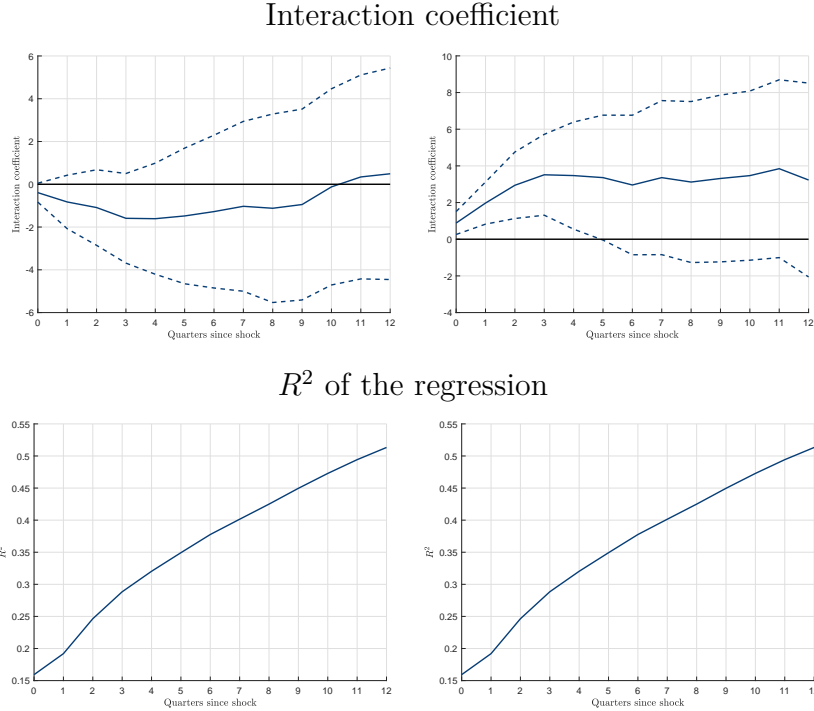 Interaction coefficient
6
4
2
0
-2
-4
-6
Interaction coefficient
0 1 2 3 4 5 6 7 8 9 10 11 12
Quarters since shock
10
8
6
4
2
0
-2
-4
Interaction coefficient
0 1 2 3 4 5 6 7 8 9 10 11 12
Quarters since shock
R² of the regression
0.55
0.5
0.45
0.4
0.35
0.3
0.25
0.2
0.15
R²
0 1 2 3 4 5 6 7 8 9 10 11 12
Quarters since shock
0.55
0.5
0.45
0.4
0.35
0.3
0.25
0.2
0.15
R²
0 1 2 3 4 5 6 7 8 9 10 11 12
Quarters since shock